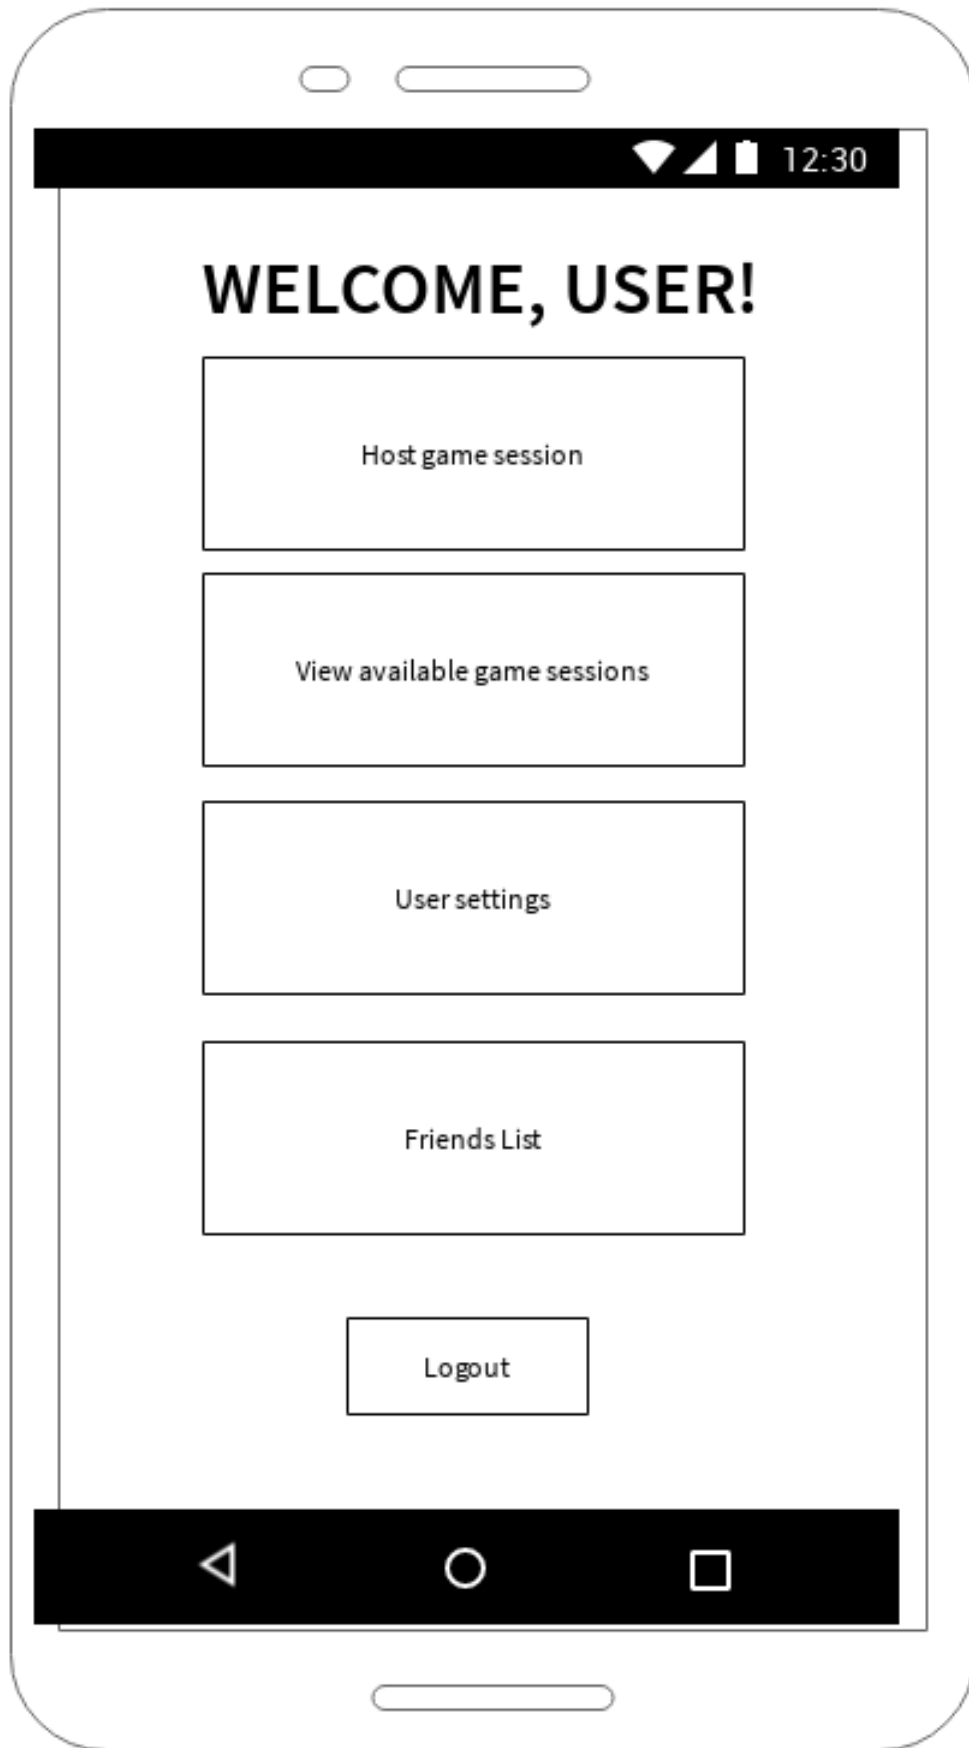 12:30
WELCOME, USER!
Host game session
View available game sessions
User settings
Friends List
Logout